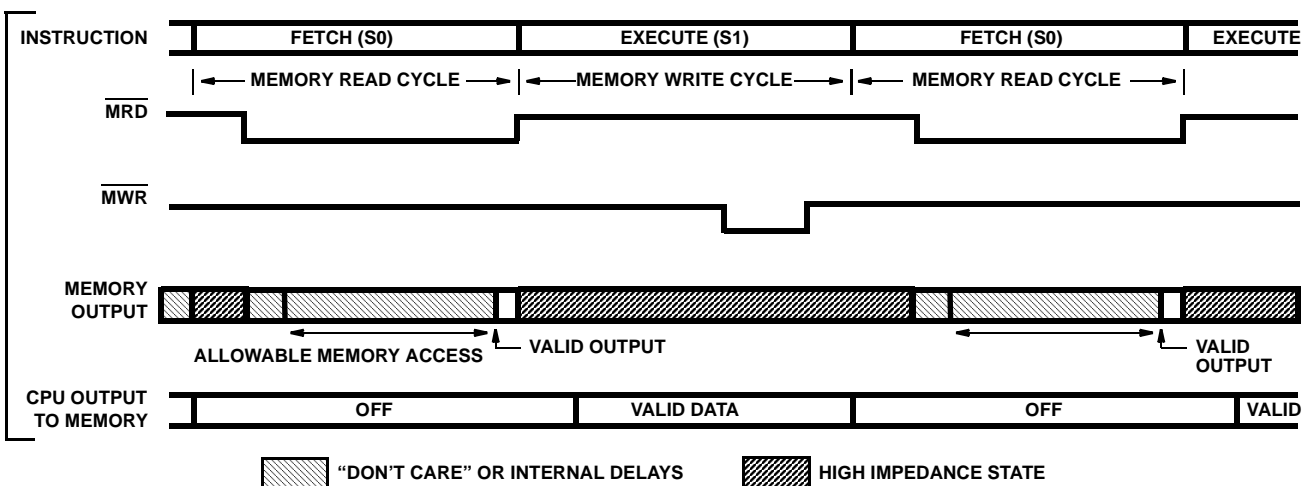 INSTRUCTION FETCH (S0) EXECUTE (S1) FETCH (S0) EXECUTE
MEMORY READ CYCLE MEMORY WRITE CYCLE MEMORY READ CYCLE
MRD
MWR
MEMORY
OUTPUT
ALLOWABLE MEMORY ACCESS
VALID OUTPUT
VALID
OUTPUT
CPU OUTPUT
TO MEMORY
OFF VALID DATA OFF VALID
“DON’T CARE” OR INTERNAL DELAYS HIGH IMPEDANCE STATE